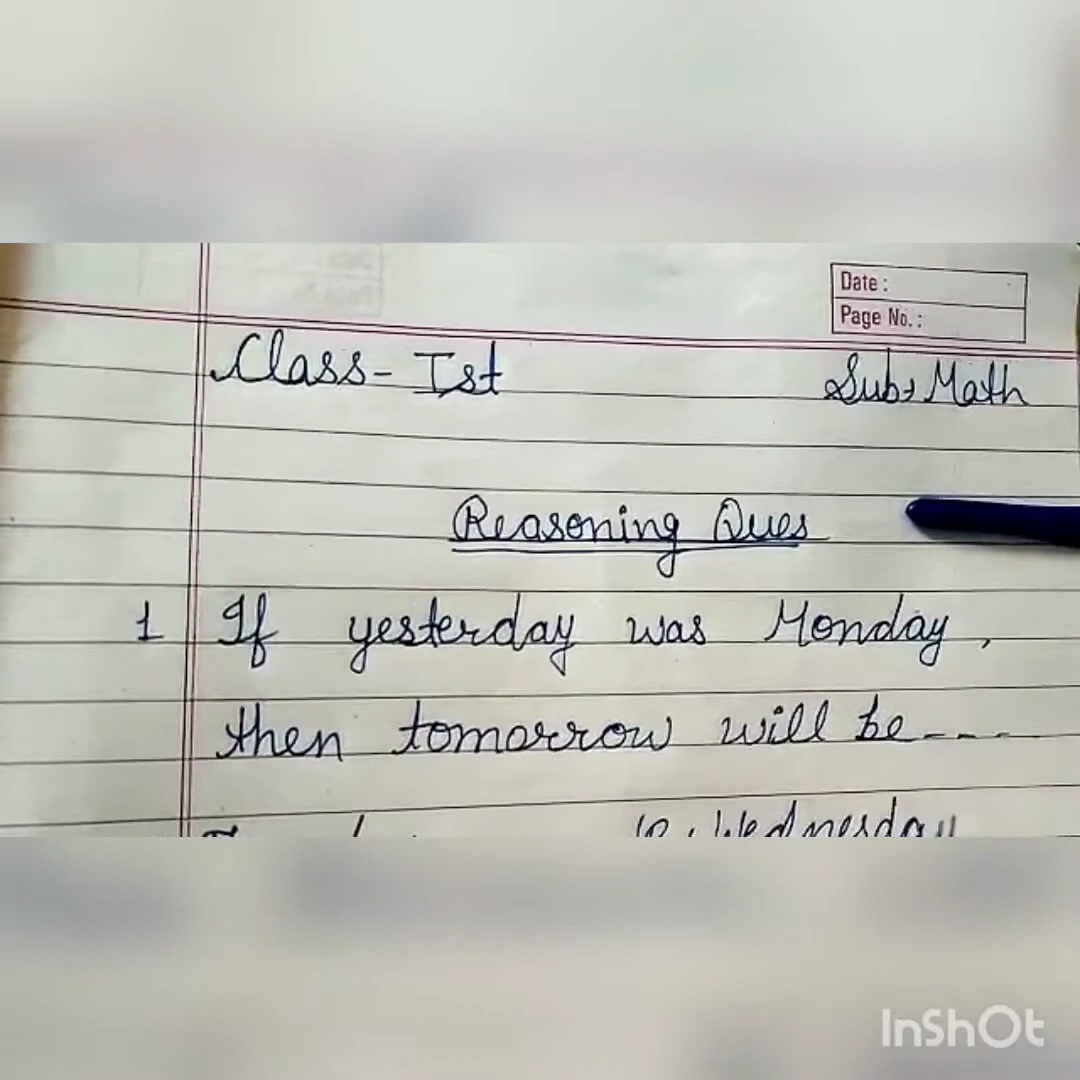 Date :
Page No. :
Class - Ist Sub: Math
Reasoning Ques
1 If yesterday was Monday,
then tomorrow will be ----
Wednesday
InShOt